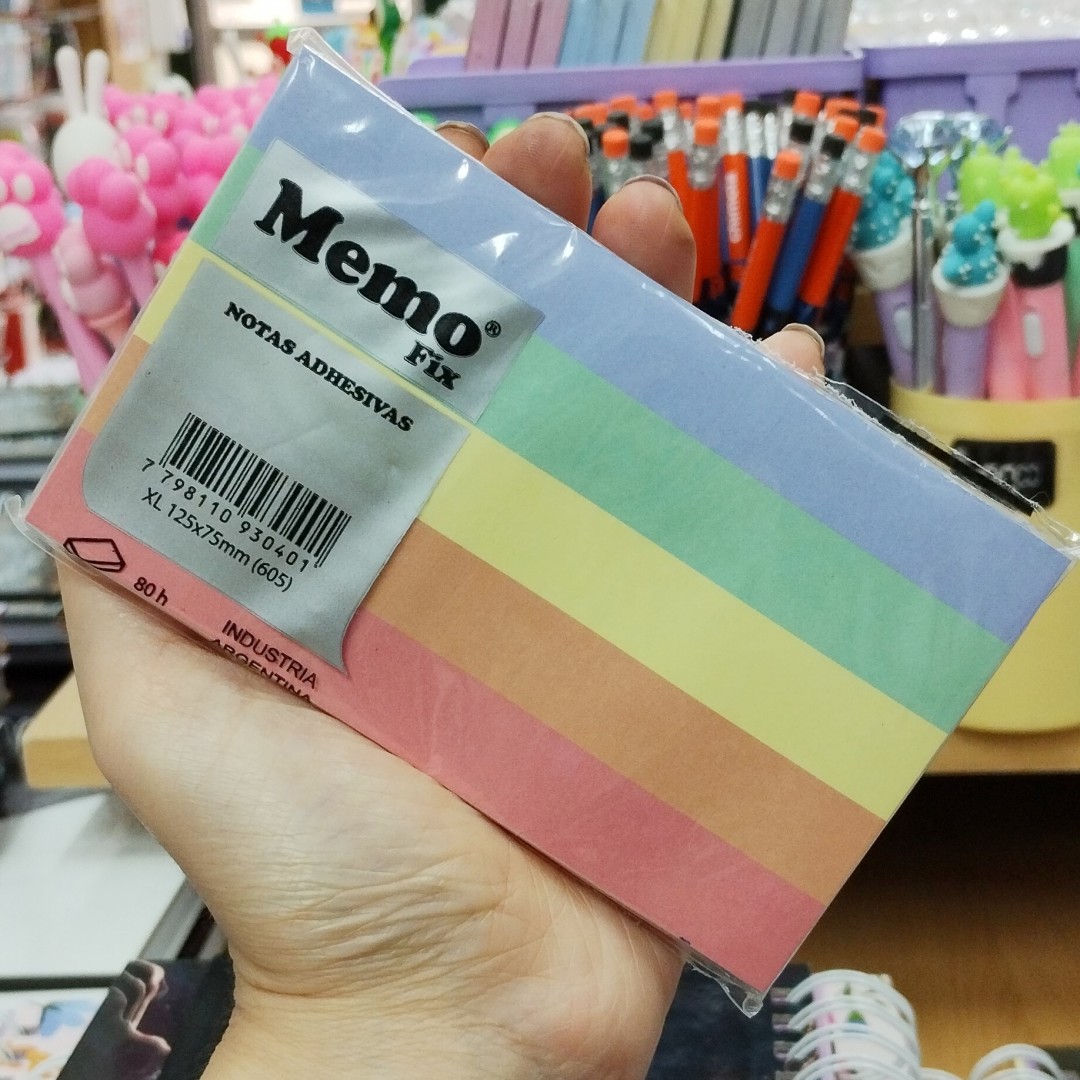 Memo®
Fix
NOTAS ADHESIVAS
7 798110 930401
XL 125x75mm (605)
80 h
INDUSTRIA
ARGENTINA